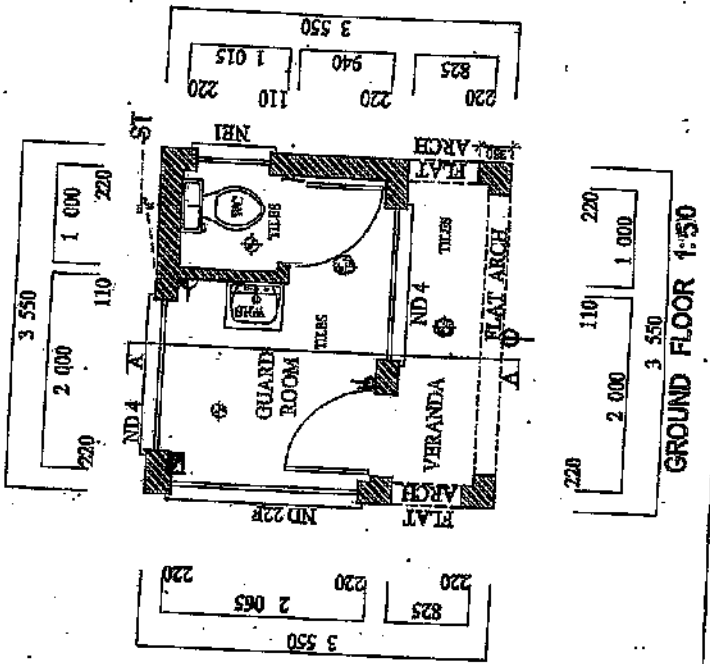 3 550
825
940
1 015
220
220
110
220
ST
NR1
FLAT
ARCH
3 550
1 000
2 000
220
110
220
WC
TILES
WHB
TILES
TILES
ND 4
ND 4
A
A
GUARD
ROOM
VERANDA
FLAT ARCH
ND 22F
FLAT
ARCH
220
1 000
110
2 000
220
3 550
GROUND FLOOR 1:50
220
220
220
2 065
825
3 550